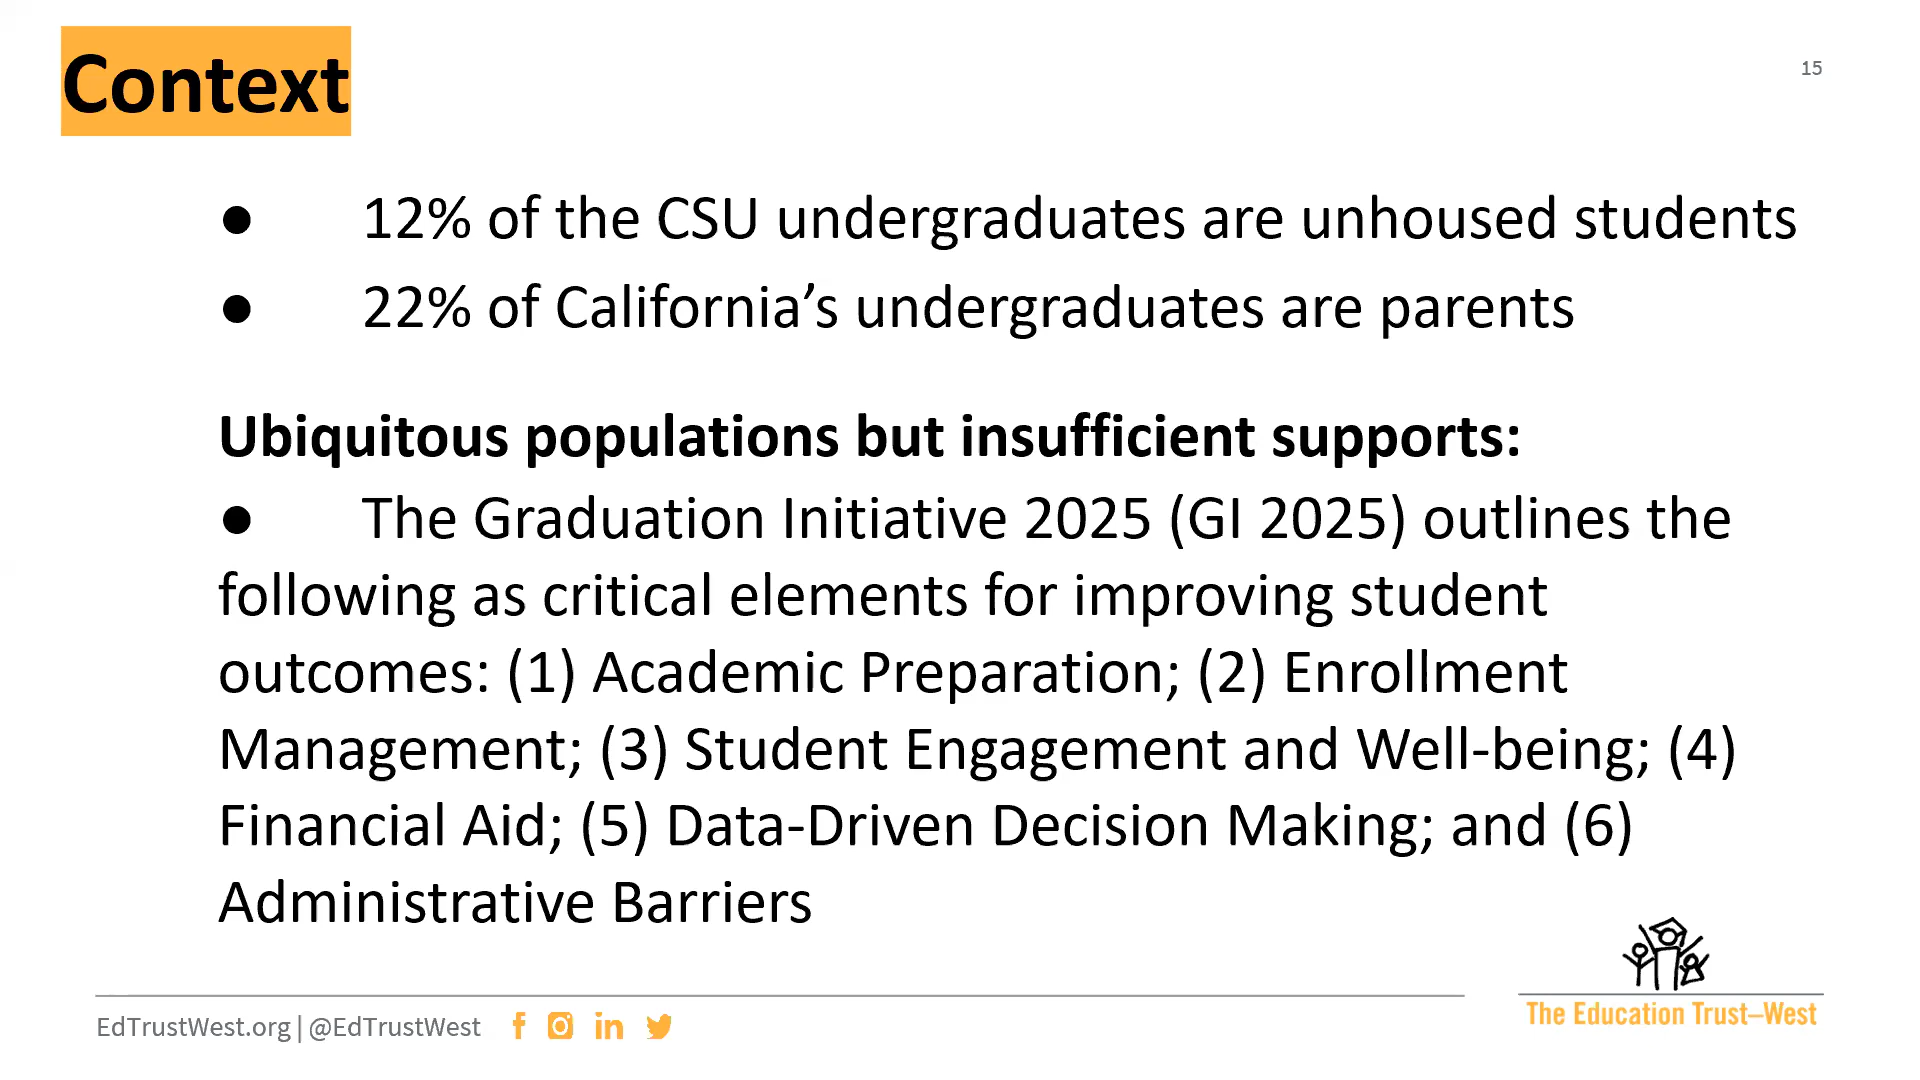 Context
15
● 12% of the CSU undergraduates are unhoused students
● 22% of California’s undergraduates are parents
Ubiquitous populations but insufficient supports:
● The Graduation Initiative 2025 (GI 2025) outlines the
following as critical elements for improving student
outcomes: (1) Academic Preparation; (2) Enrollment
Management; (3) Student Engagement and Well-being; (4)
Financial Aid; (5) Data-Driven Decision Making; and (6)
Administrative Barriers
EdTrustWest.org | @EdTrustWest
The Education Trust–West